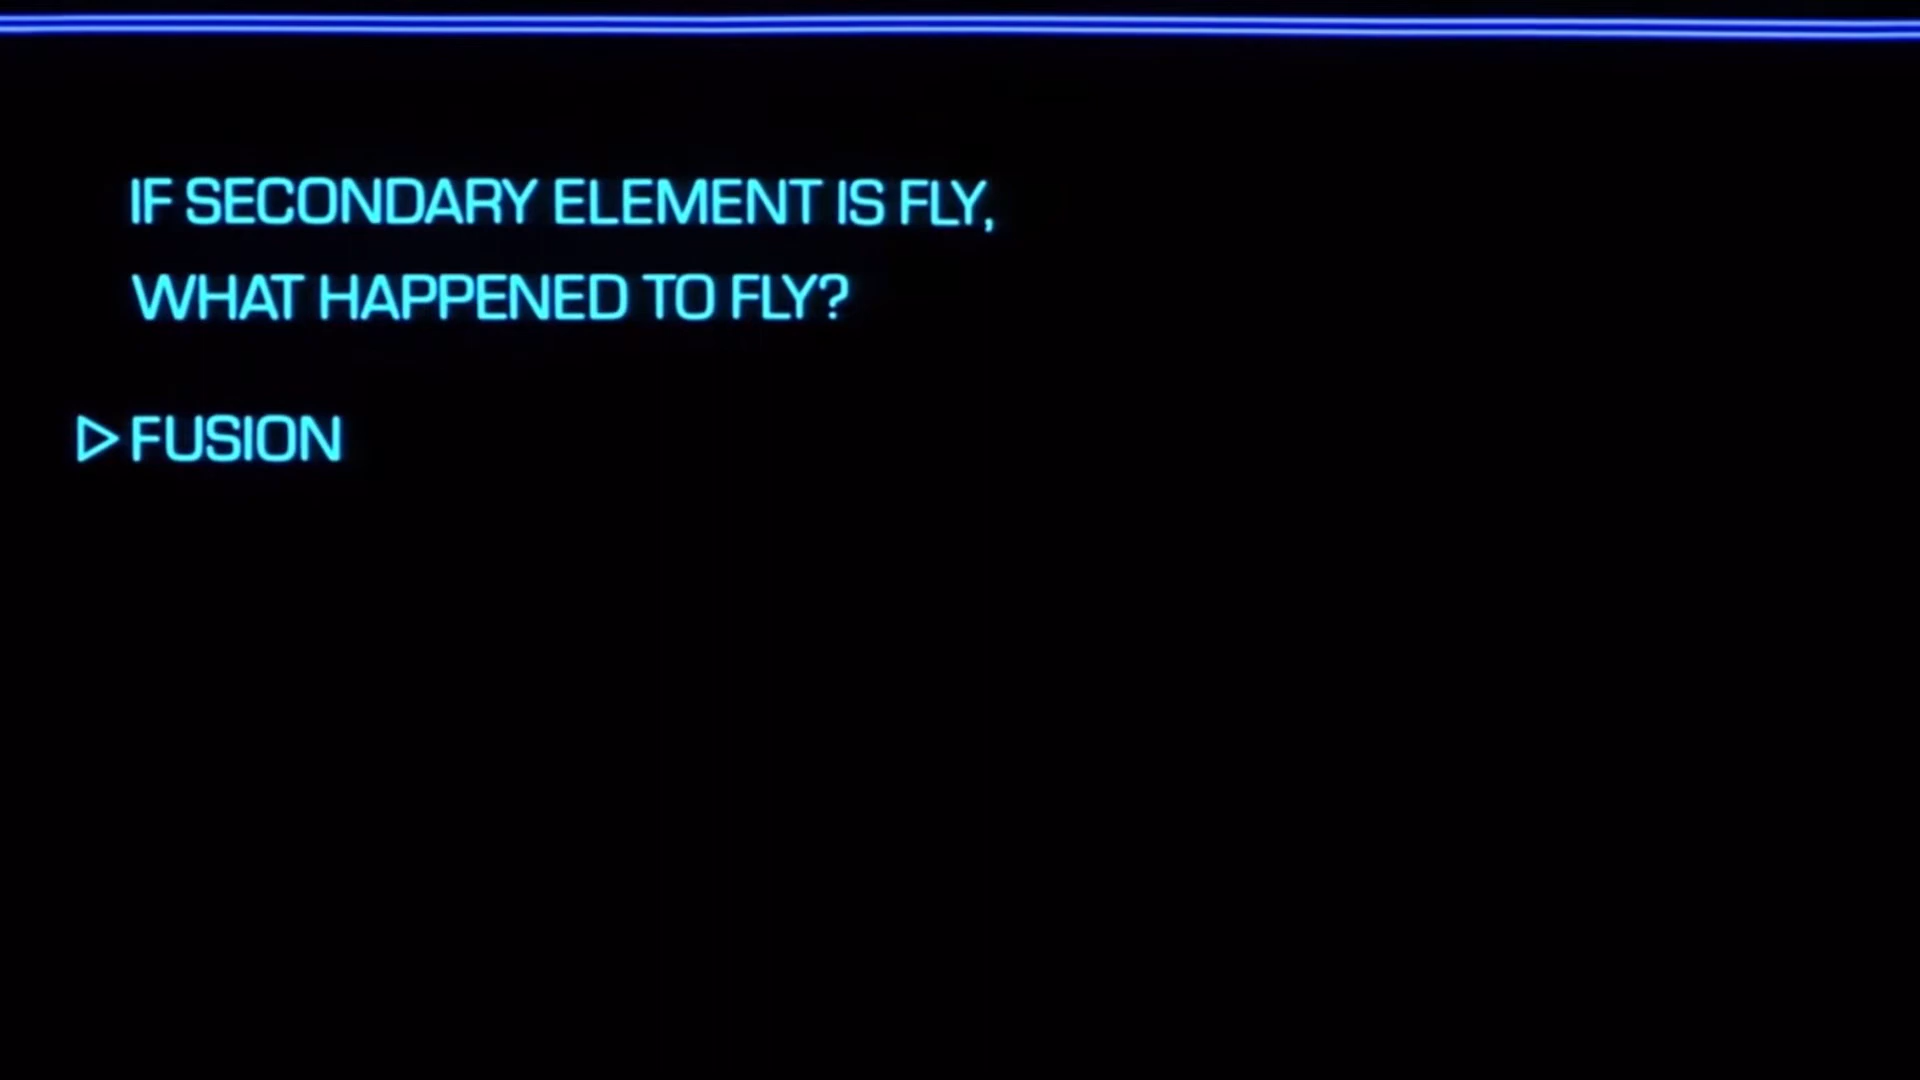 IF SECONDARY ELEMENT IS FLY,
WHAT HAPPENED TO FLY?
▷FUSION